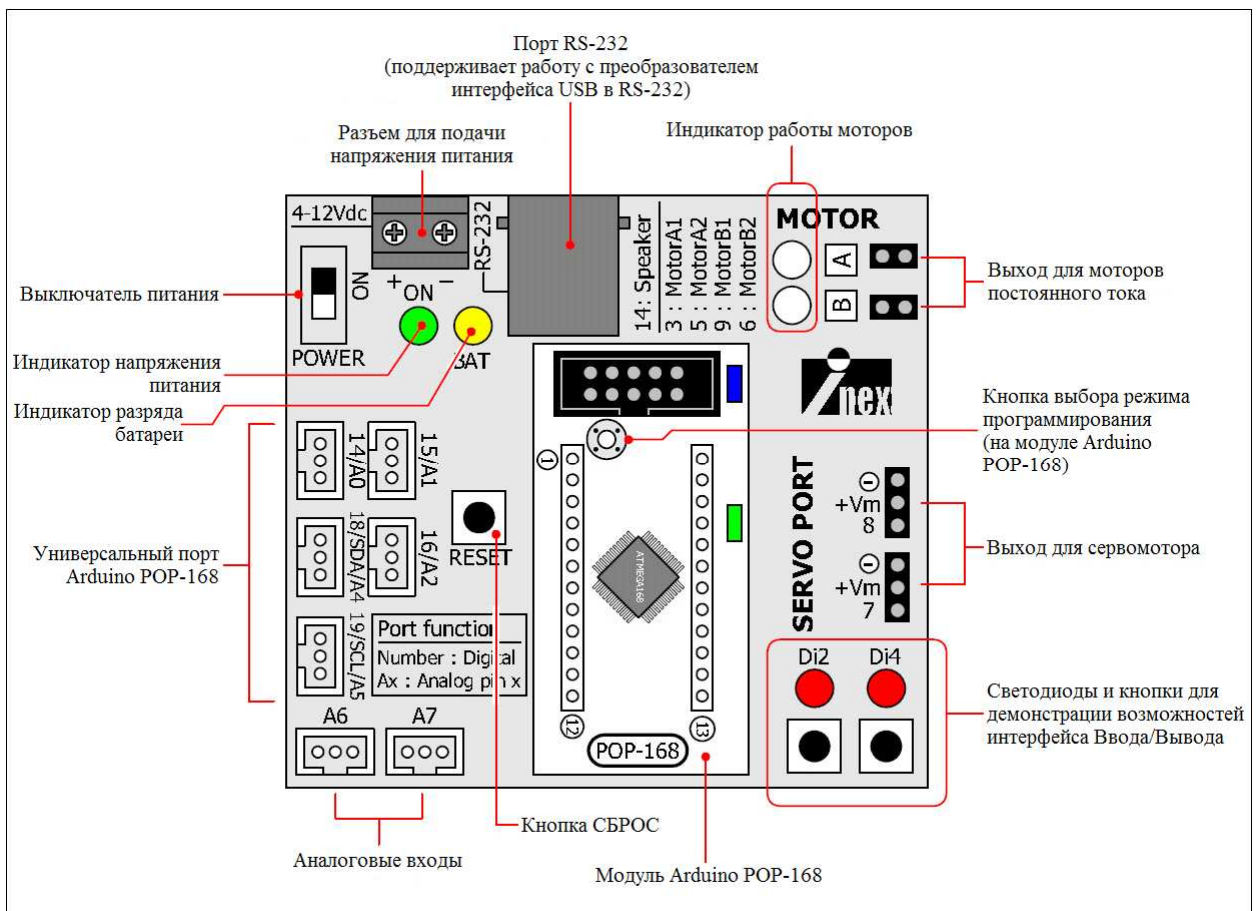 Порт RS-232
(поддерживает работу с преобразователем
интерфейса USB в RS-232)
Разъем для подачи
напряжения питания
Индикатор работы моторов
4-12Vdc
RS-232
14: Speaker
3 : MotorA1
5 : MotorA2
9 : MotorB1
6 : MotorB2
MOTOR
A
B
Выход для моторов
постоянного тока
Выключатель питания
NO
POWER
+ ON −
BAT
Индикатор напряжения
питания
Индикатор разряда
батареи
inex
Кнопка выбора режима
программирования
(на модуле Arduino
POP-168)
14/A0
15/A1
18/SDA/A4
16/A2
19/SCL/A5
RESET
1
ATMEGA168
Универсальный порт
Arduino POP-168
SERVO PORT
−
+Vm
8
−
+Vm
7
Выход для сервомотора
Port function
Number : Digital
Ax : Analog pin x
Di2 Di4
Светодиоды и кнопки для
демонстрации возможностей
интерфейса Ввода/Вывода
A6 A7
12
13
POP-168
Кнопка СБРОС
Аналоговые входы
Модуль Arduino POP-168